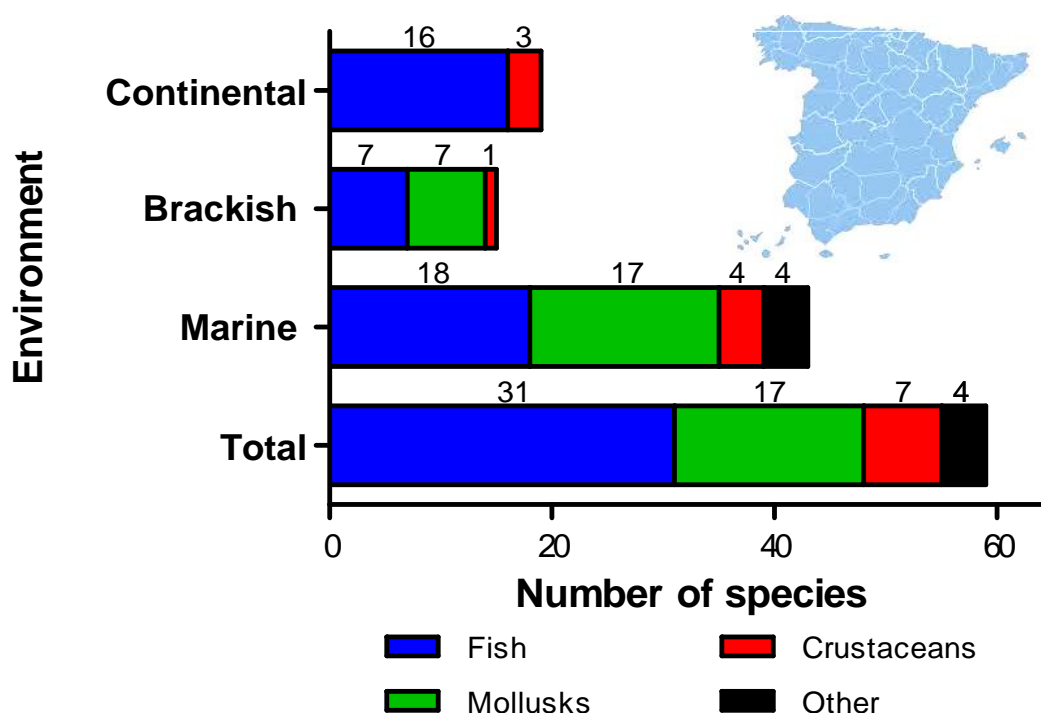 16 3
Continental
7 7 1
Brackish
18 17 4 4
Marine
31 17 7 4
Total
Environment
0 20 40 60
Number of species
Fish Crustaceans
Mollusks Other